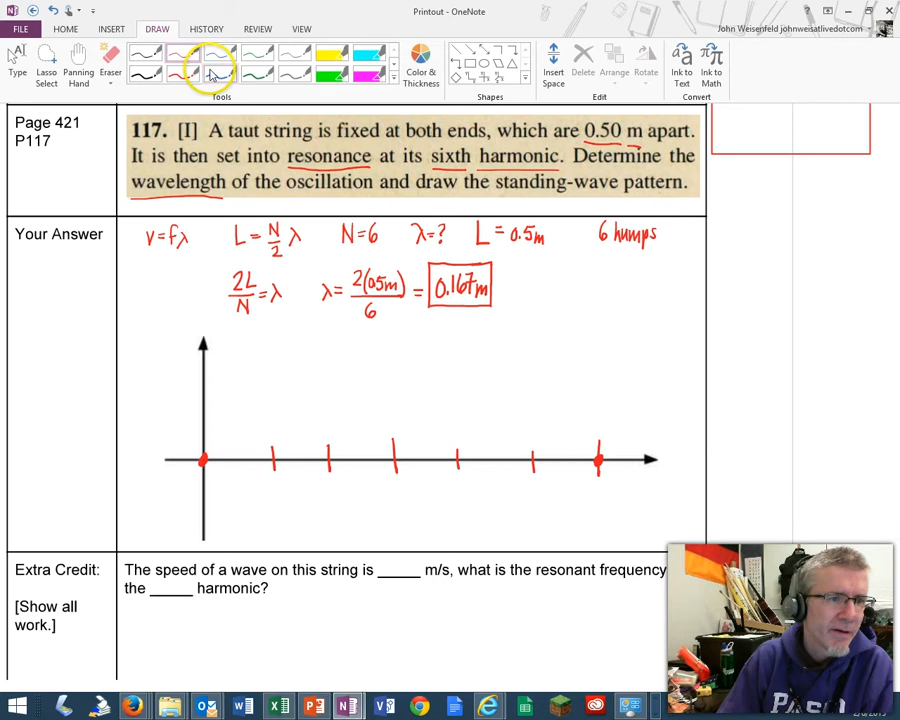 Printout - OneNote
FILE HOME INSERT DRAW HISTORY REVIEW VIEW
John Weisenfeld johnweisatlivedotcom
Type Lasso Select Panning Hand Eraser Color & Thickness Insert Space Delete Arrange Rotate Ink to Text Ink to Math
Tools Shapes Edit Convert
Page 421
P117
117. [I] A taut string is fixed at both ends, which are 0.50 m apart.
It is then set into resonance at its sixth harmonic. Determine the
wavelength of the oscillation and draw the standing-wave pattern.
Your Answer
v=fλ L=N/2 λ N=6 λ=? L=0.5m 6 humps
2L/N=λ λ=2(0.5m)/6=0.167m
Extra Credit:
The speed of a wave on this string is _____ m/s, what is the resonant frequency
the _____ harmonic?
[Show all
work.]